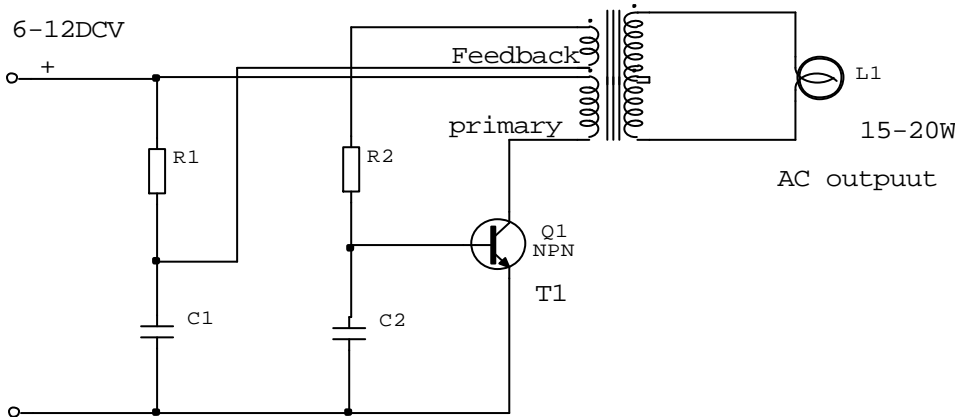 6-12DCV
+
Feedback
primary
R1
R2
L1
15-20W
AC outpuut
Q1
NPN
T1
C1
C2